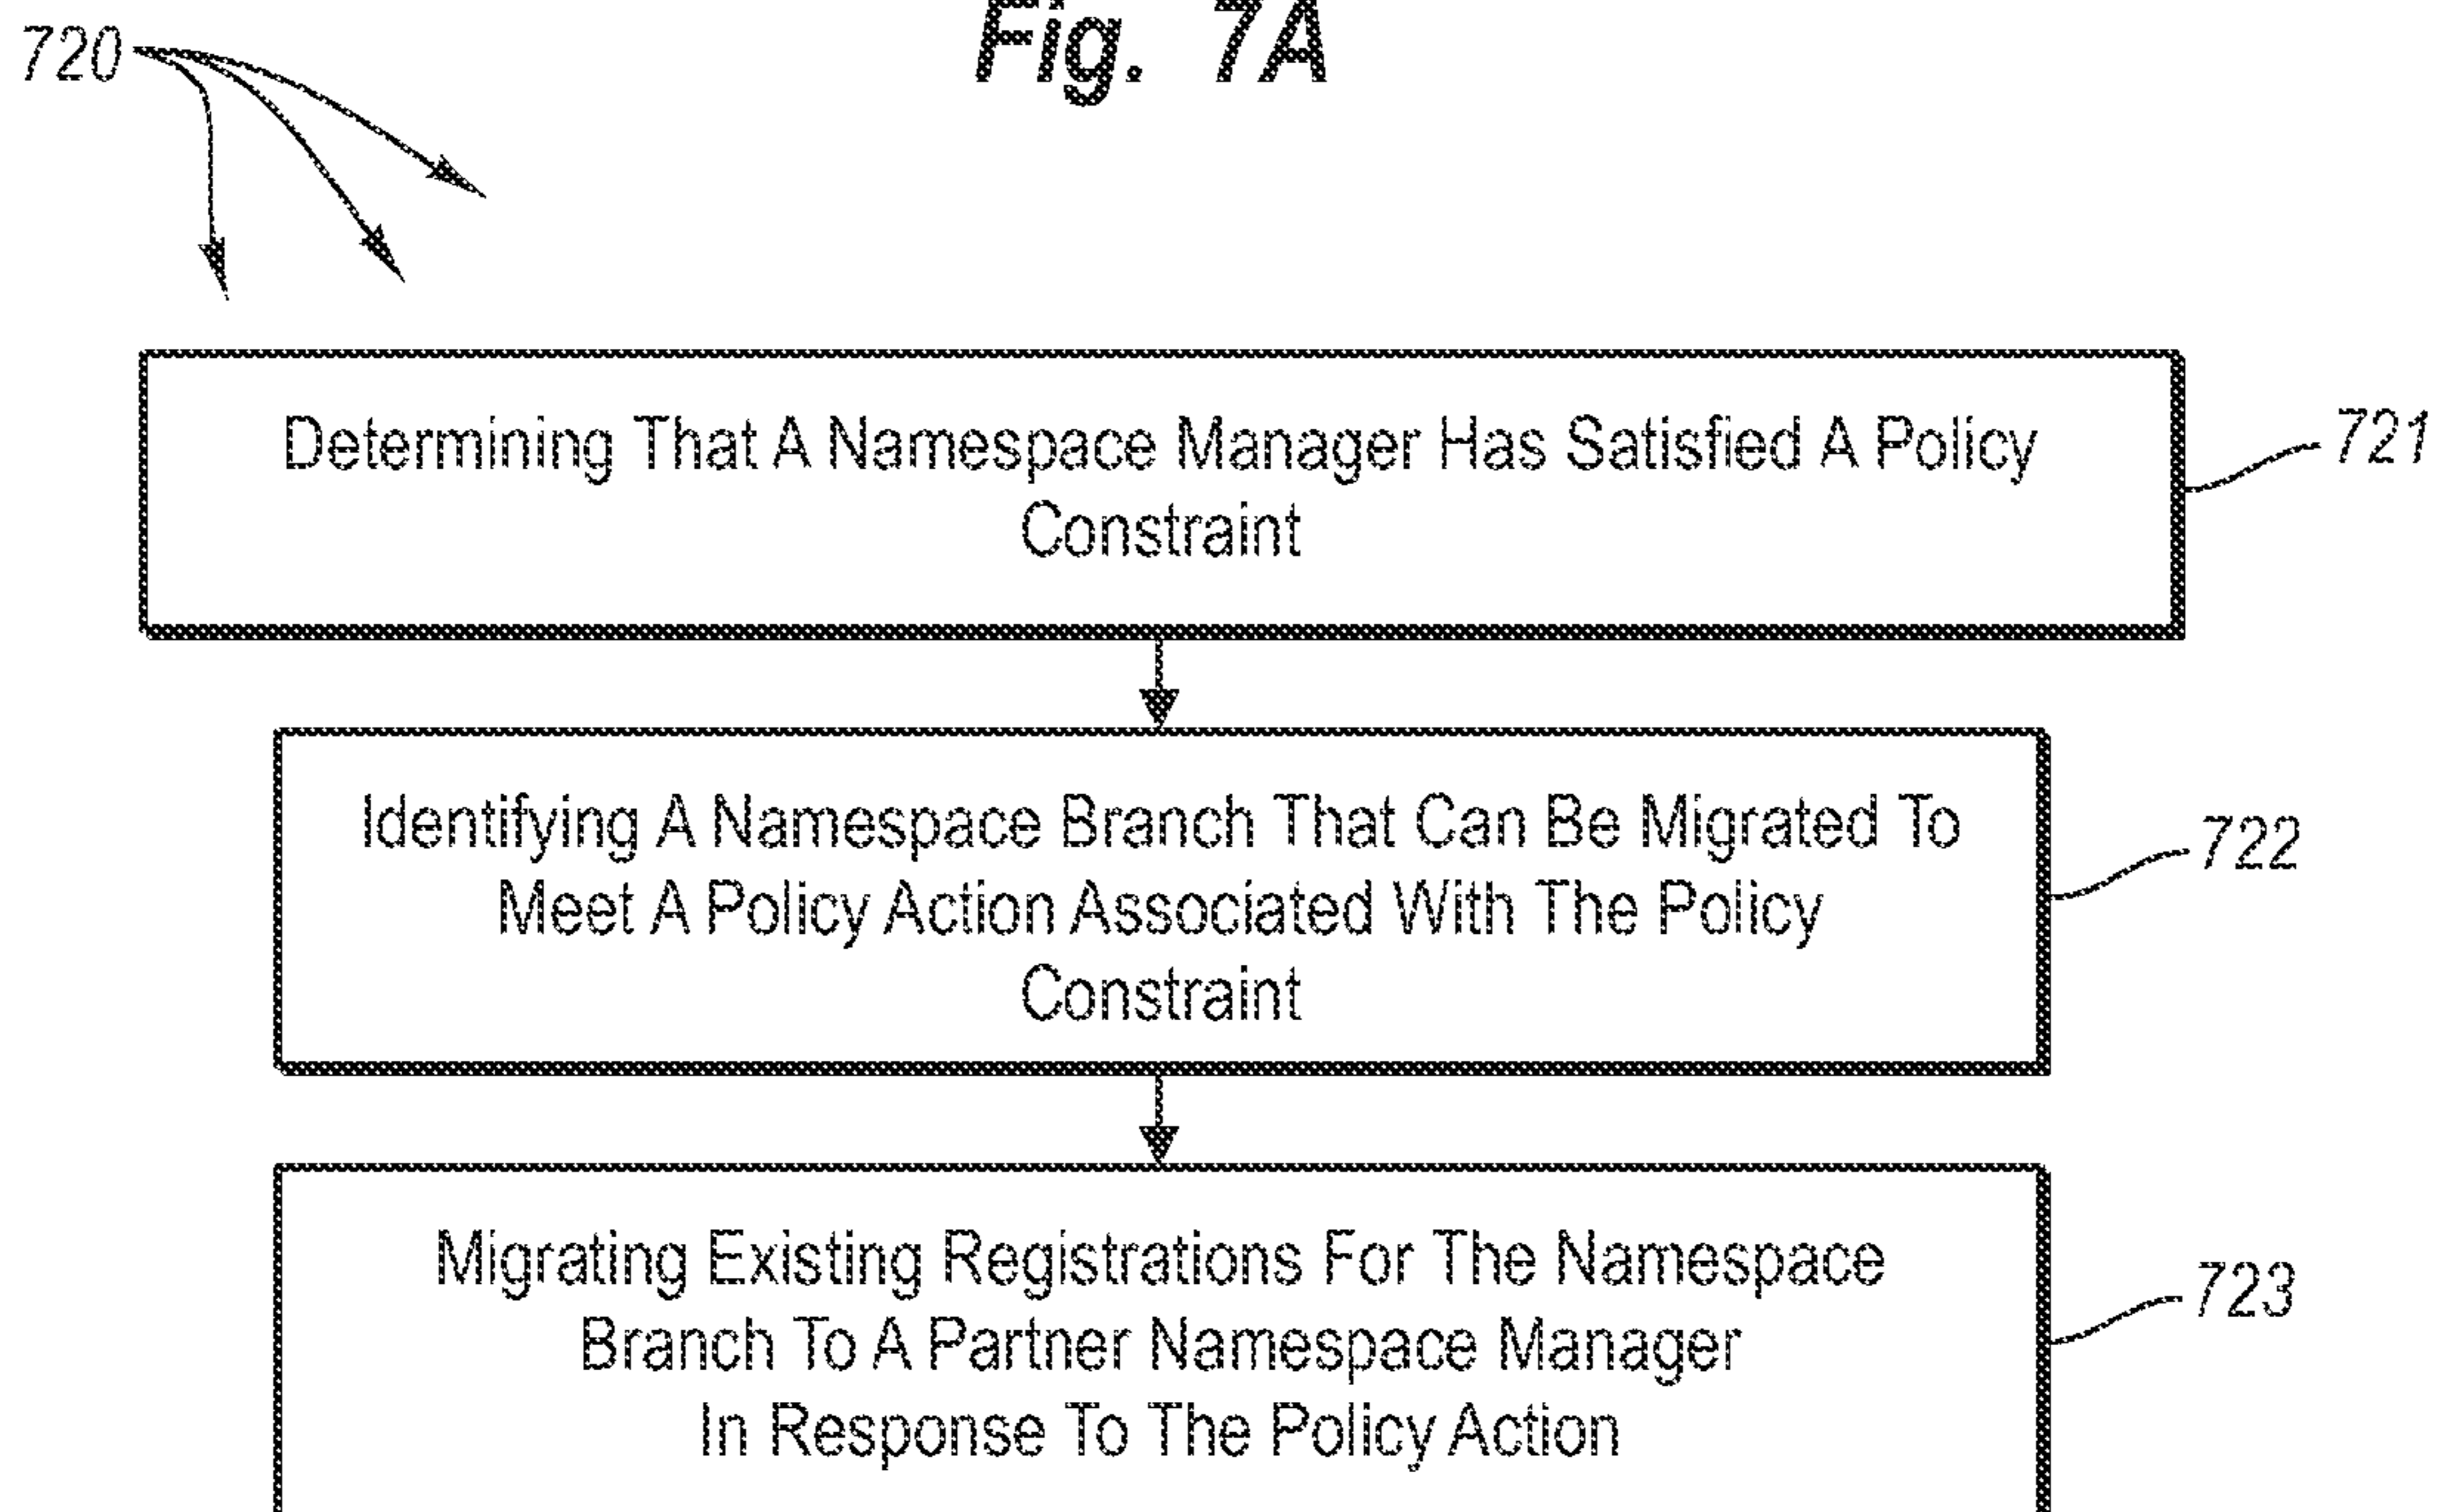 Fig. 7A
720
Determining That A Namespace Manager Has Satisfied A Policy
Constraint
721
Identifying A Namespace Branch That Can Be Migrated To
Meet A Policy Action Associated With The Policy
Constraint
722
Migrating Existing Registrations For The Namespace
Branch To A Partner Namespace Manager
In Response To The Policy Action
723